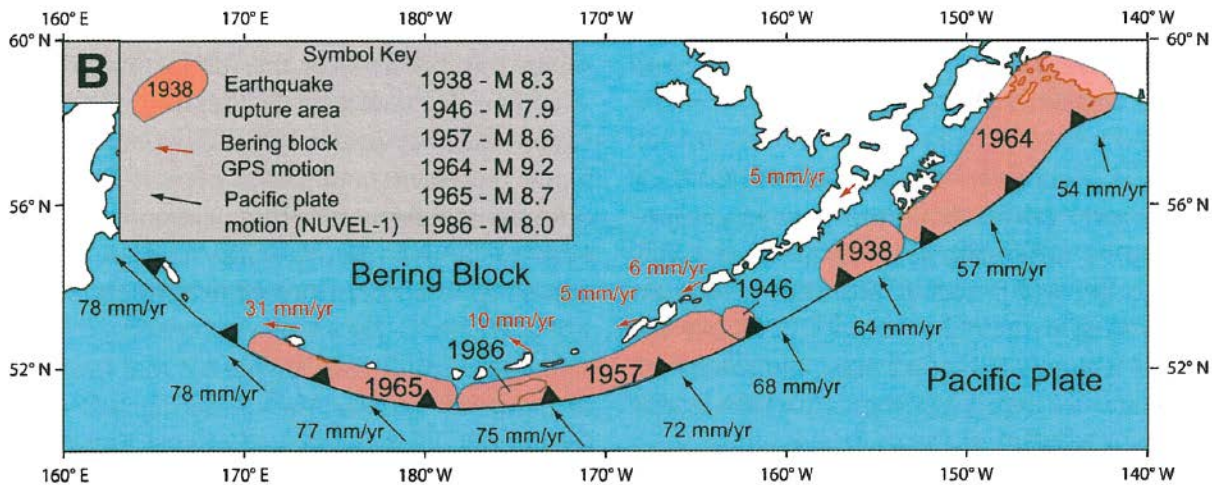 160° E 170° E 180° W 170° W 160° W 150° W 140° W
60° N
60° N
B
Symbol Key
1938
Earthquake
rupture area
Bering block
GPS motion
Pacific plate
motion (NUVEL-1)
1938 - M 8.3
1946 - M 7.9
1957 - M 8.6
1964 - M 9.2
1965 - M 8.7
1986 - M 8.0
1964
5 mm/yr
54 mm/yr
56° N
56° N
57 mm/yr
1938
Bering Block
6 mm/yr
1946
78 mm/yr
5 mm/yr
31 mm/yr
10 mm/yr
64 mm/yr
1986
52° N
52° N
1957
68 mm/yr
Pacific Plate
1965
78 mm/yr
77 mm/yr
75 mm/yr
72 mm/yr
160° E 170° E 180° W 170° W 160° W 150° W 140° W